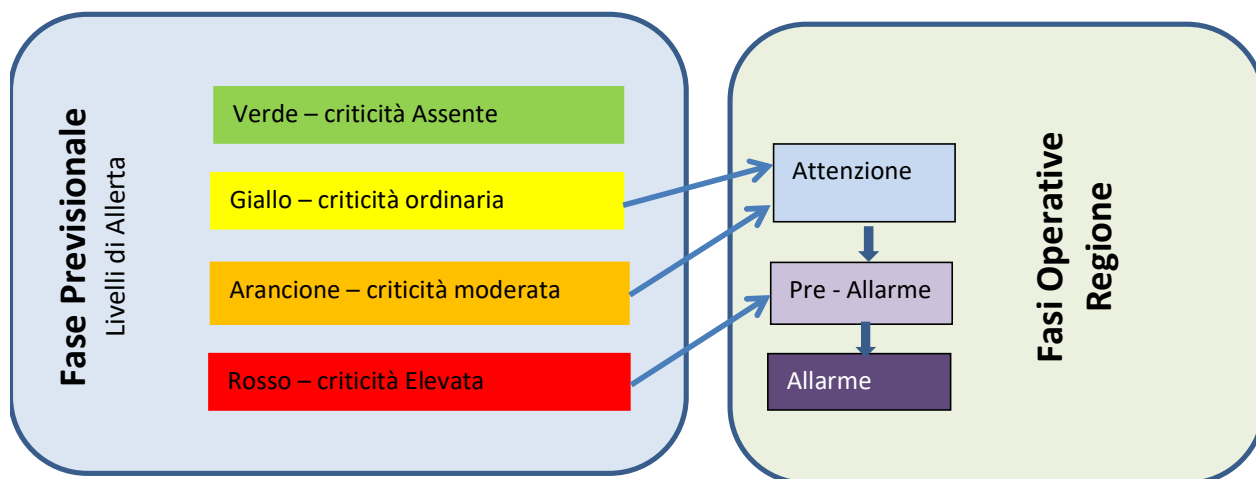 Fase Previsionale
Livelli di Allerta
Verde – criticità Assente
Giallo – criticità ordinaria
Arancione – criticità moderata
Rosso – criticità Elevata
Attenzione
Pre - Allarme
Allarme
Fasi Operative
Regione